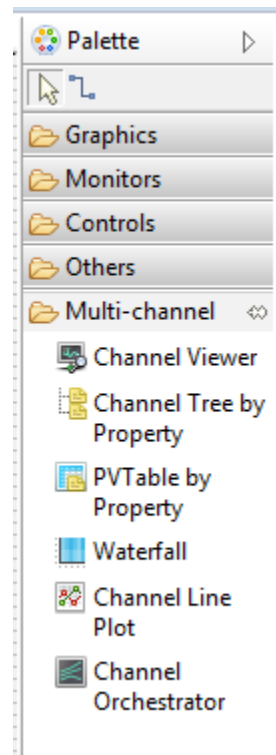 Palette
Graphics
Monitors
Controls
Others
Multi-channel
Channel Viewer
Channel Tree by
Property
PVTable by
Property
Waterfall
Channel Line
Plot
Channel
Orchestrator